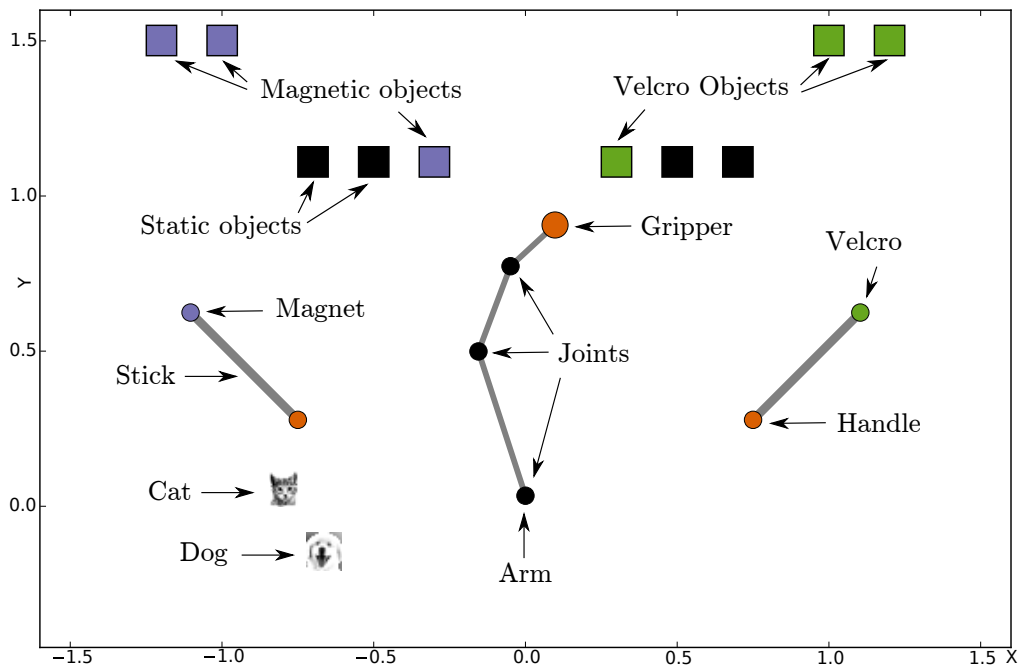 1.5
Magnetic objects
Velcro Objects
1.0
Static objects
Gripper
Velcro
Y
Magnet
0.5
Joints
Stick
Handle
Cat
0.0
Dog
Arm
−1.5 −1.0 −0.5 0.0 0.5 1.0 1.5 X